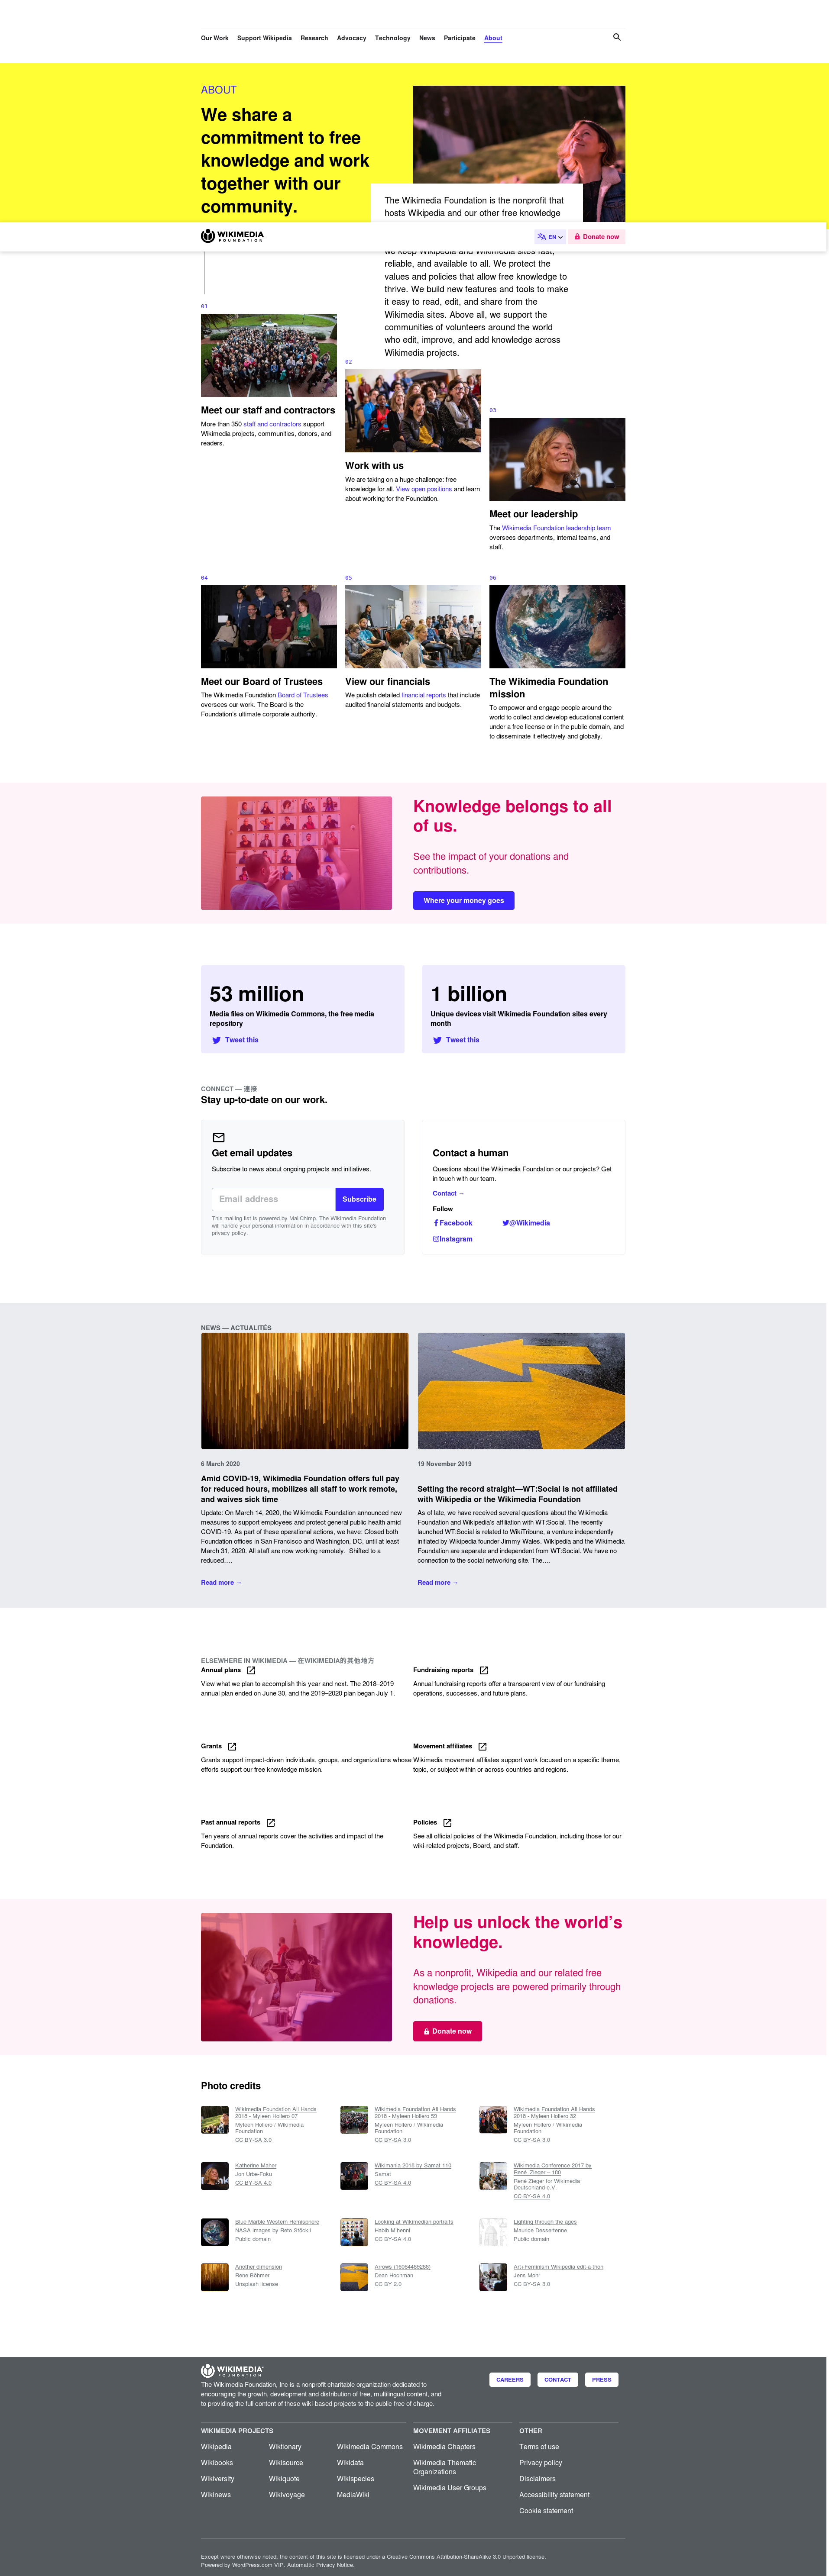 Our Work Support Wikipedia Research Advocacy Technology News Participate About
ABOUT
We share a
commitment to free
knowledge and work
together with our
community.
The Wikimedia Foundation is the nonprofit that
hosts Wikipedia and our other free knowledge
WIKIMEDIA
FOUNDATION
EN
Donate now
we keep Wikipedia and Wikimedia sites fast,
reliable, and available to all. We protect the
values and policies that allow free knowledge to
thrive. We build new features and tools to make
it easy to read, edit, and share from the
Wikimedia sites. Above all, we support the
communities of volunteers around the world
who edit, improve, and add knowledge across
Wikimedia projects.
01
Meet our staff and contractors
More than 350 staff and contractors support
Wikimedia projects, communities, donors, and
readers.
02
Work with us
We are taking on a huge challenge: free
knowledge for all. View open positions and learn
about working for the Foundation.
03
Meet our leadership
The Wikimedia Foundation leadership team
oversees departments, internal teams, and
staff.
04
Meet our Board of Trustees
The Wikimedia Foundation Board of Trustees
oversees our work. The Board is the
Foundation's ultimate corporate authority.
05
View our financials
We publish detailed financial reports that include
audited financial statements and budgets.
06
The Wikimedia Foundation
mission
To empower and engage people around the
world to collect and develop educational content
under a free license or in the public domain, and
to disseminate it effectively and globally.
Knowledge belongs to all
of us.
See the impact of your donations and
contributions.
Where your money goes
53 million
Media files on Wikimedia Commons, the free media
repository
Tweet this
1 billion
Unique devices visit Wikimedia Foundation sites every
month
Tweet this
CONNECT — 連接
Stay up-to-date on our work.
Get email updates
Subscribe to news about ongoing projects and initiatives.
Email address
Subscribe
This mailing list is powered by MailChimp. The Wikimedia Foundation
will handle your personal information in accordance with this site's
privacy policy.
Contact a human
Questions about the Wikimedia Foundation or our projects? Get
in touch with our team.
Contact →
Follow
Facebook
@Wikimedia
Instagram
NEWS — ACTUALITÉS
6 March 2020
Amid COVID-19, Wikimedia Foundation offers full pay
for reduced hours, mobilizes all staff to work remote,
and waives sick time
Update: On March 14, 2020, the Wikimedia Foundation announced new
measures to support employees and protect general public health amid
COVID-19. As part of these operational actions, we have: Closed both
Foundation offices in San Francisco and Washington, DC, until at least
March 31, 2020. All staff are now working remotely. Shifted to a
reduced….
Read more →
19 November 2019
Setting the record straight—WT:Social is not affiliated
with Wikipedia or the Wikimedia Foundation
As of late, we have received several questions about the Wikimedia
Foundation and Wikipedia's affiliation with WT:Social. The recently
launched WT:Social is related to WikiTribune, a venture independently
initiated by Wikipedia founder Jimmy Wales. Wikipedia and the Wikimedia
Foundation are separate and independent from WT:Social. We have no
connection to the social networking site. The….
Read more →
ELSEWHERE IN WIKIMEDIA — 在WIKIMEDIA的其他地方
Annual plans
View what we plan to accomplish this year and next. The 2018–2019
annual plan ended on June 30, and the 2019–2020 plan began July 1.
Fundraising reports
Annual fundraising reports offer a transparent view of our fundraising
operations, successes, and future plans.
Grants
Grants support impact-driven individuals, groups, and organizations whose
efforts support our free knowledge mission.
Movement affiliates
Wikimedia movement affiliates support work focused on a specific theme,
topic, or subject within or across countries and regions.
Past annual reports
Ten years of annual reports cover the activities and impact of the
Foundation.
Policies
See all official policies of the Wikimedia Foundation, including those for our
wiki-related projects, Board, and staff.
Help us unlock the world's
knowledge.
As a nonprofit, Wikipedia and our related free
knowledge projects are powered primarily through
donations.
Donate now
Photo credits
Wikimedia Foundation All Hands
2018 - Myleen Hollero 07
Myleen Hollero / Wikimedia
Foundation
CC BY-SA 3.0
Wikimedia Foundation All Hands
2018 - Myleen Hollero 59
Myleen Hollero / Wikimedia
Foundation
CC BY-SA 3.0
Wikimedia Foundation All Hands
2018 - Myleen Hollero 32
Myleen Hollero / Wikimedia
Foundation
CC BY-SA 3.0
Katherine Maher
Jon Urbe-Foku
CC BY-SA 4.0
Wikimania 2018 by Samat 110
Samat
CC BY-SA 4.0
Wikimedia Conference 2017 by
René_Zieger – 180
René Zieger für Wikimedia
Deutschland e.V.
CC BY-SA 4.0
Blue Marble Western Hemisphere
NASA images by Reto Stöckli
Public domain
Looking at Wikimedian portraits
Habib M'henni
CC BY-SA 4.0
Lighting through the ages
Maurice Dessertenne
Public domain
Another dimension
Rene Böhmer
Unsplash license
Arrows (16064489288)
Dean Hochman
CC BY 2.0
Art+Feminism Wikipedia edit-a-thon
Jens Mohr
CC BY-SA 3.0
WIKIMEDIA
FOUNDATION
The Wikimedia Foundation, Inc is a nonprofit charitable organization dedicated to
encouraging the growth, development and distribution of free, multilingual content, and
to providing the full content of these wiki-based projects to the public free of charge.
CAREERS CONTACT PRESS
WIKIMEDIA PROJECTS
Wikipedia Wiktionary Wikimedia Commons
Wikibooks Wikisource Wikidata
Wikiversity Wikiquote Wikispecies
Wikinews Wikivoyage MediaWiki
MOVEMENT AFFILIATES
Wikimedia Chapters
Wikimedia Thematic
Organizations
Wikimedia User Groups
OTHER
Terms of use
Privacy policy
Disclaimers
Accessibility statement
Cookie statement
Except where otherwise noted, the content of this site is licensed under a Creative Commons Attribution-ShareAlike 3.0 Unported license.
Powered by WordPress.com VIP. Automattic Privacy Notice.